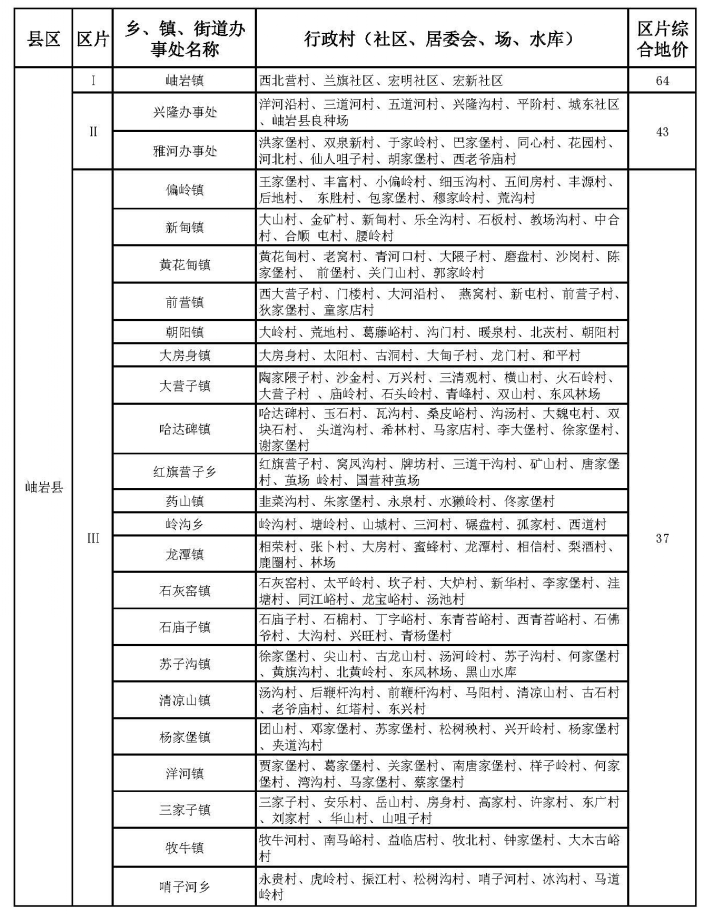 县区
区片
乡、镇、街道办
事处名称
行政村（社区、居委会、场、水库）
区片综
合地价
岫岩县
I
岫岩镇
西北营村、兰旗社区、宏明社区、宏新社区
64
II
兴隆办事处
洋河沿村、三道河村、五道河村、兴隆沟村、平阶村、城东社区
、岫岩县良种场
43
雅河办事处
洪家堡村、双泉新村、于家岭村、巴家堡村、同心村、花园村、
河北村、仙人咀子村、胡家堡村、西老爷庙村
III
偏岭镇
王家堡村、丰富村、小偏岭村、细玉沟村、五间房村、丰源村、
后地村、 东胜村、包家堡村、穆家岭村、荒沟村
37
新甸镇
大山村、金矿村、新甸村、乐全沟村、石板村、教场沟村、中合
村、合顺 屯村、腰岭村
黄花甸镇
黄花甸村、老窝村、青河口村、大隈子村、磨盘村、沙岗村、陈
家堡村、 前堡村、关门山村、郭家岭村
前营镇
西大营子村、门楼村、大河沿村、 燕窝村、新屯村、前营子村、
狄家堡村、童家店村
朝阳镇
大岭村、荒地村、葛藤峪村、沟门村、暖泉村、北茨村、朝阳村
大房身镇
大房身村、太阳村、古洞村、大甸子村、龙门村、和平村
大营子镇
陶家隈子村、沙金村、万兴村、三清观村、横山村、火石岭村、
大营子村 、庙岭村、石头岭村、青峰村、双山村、东风林场
哈达碑镇
哈达碑村、玉石村、瓦沟村、桑皮峪村、沟汤村、大魏屯村、双
块石村、 头道沟村、希林村、马家店村、李大堡村、徐家堡村、
谢家堡村
红旗营子乡
红旗营子村、窝凤沟村、牌坊村、三道干沟村、矿山村、唐家堡
村、茧场 岭村、国营种茧场
药山镇
韭菜沟村、朱家堡村、永泉村、水獭岭村、佟家堡村
岭沟乡
岭沟村、塘岭村、山城村、三河村、碾盘村、孤家村、西道村
龙潭镇
相荣村、张卜村、大房村、蜜蜂村、龙潭村、相信村、梨酒村、
鹿圈村、林场
石灰窑镇
石灰窑村、太平岭村、坎子村、大炉村、新华村、李家堡村、洼
塘村、同江峪村、龙宝峪村、汤池村
石庙子镇
石庙子村、石棉村、丁字峪村、东青苔峪村、西青苔峪村、石佛
爷村、大沟村、兴旺村、青杨堡村
苏子沟镇
徐家堡村、尖山村、古龙山村、汤河岭村、苏子沟村、何家堡村
、黄旗沟村、北黄岭村、东风林场、黑山水库
清凉山镇
汤沟村、后鞭杆沟村、前鞭杆沟村、马阳村、清凉山村、古石村
、老爷庙村、红塔村、东兴村
杨家堡镇
团山村、邓家堡村、苏家堡村、松树秧村、兴开岭村、杨家堡村
、夹道沟村
洋河镇
贾家堡村、葛家堡村、关家堡村、南唐家堡村、样子岭村、何家
堡村、湾沟村、马家堡村、蔡家堡村
三家子镇
三家子村、安乐村、岳山村、房身村、高家村、许家村、东广村
、刘家村 、华山村、山咀子村
牧牛镇
牧牛河村、南马峪村、益临店村、牧北村、钟家堡村、大木古峪
村
哨子河乡
永贵村、虎岭村、振江村、松树沟村、哨子河村、冰沟村、马道
岭村